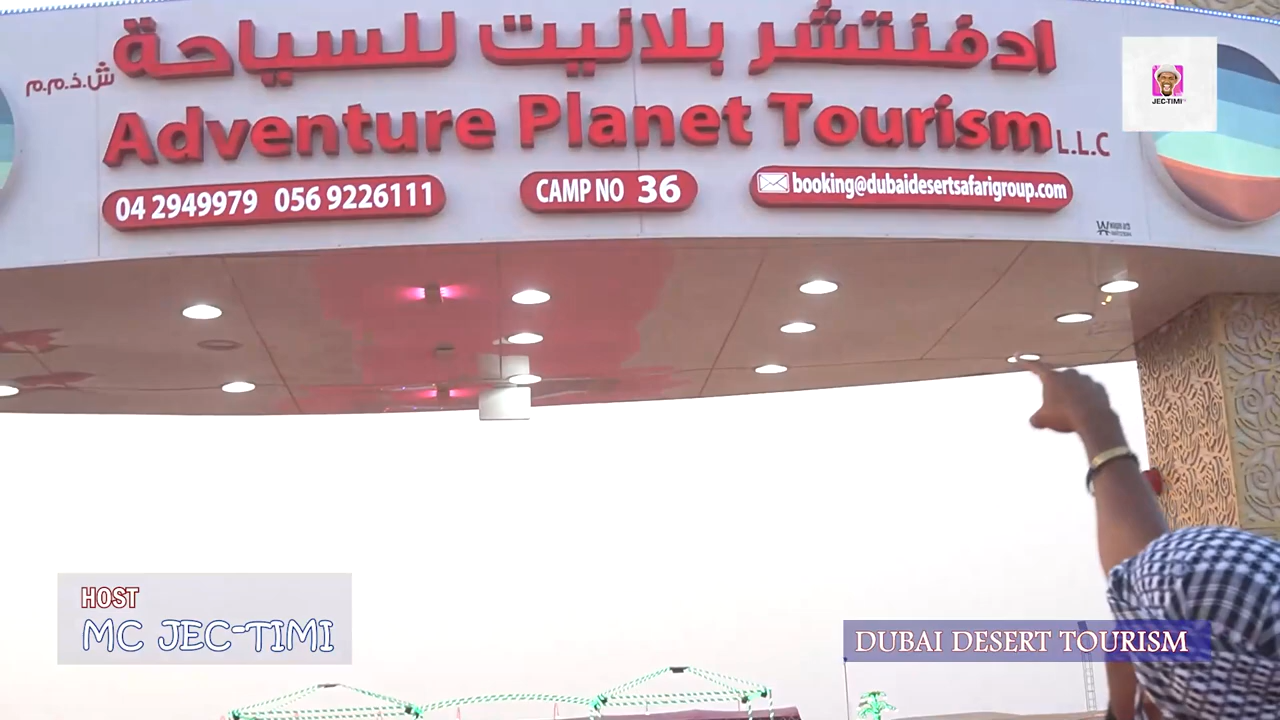 ادفنتشر بلانيت للسياحة ش.ذ.م.م
Adventure Planet Tourism L.L.C
04 2949979 056 9226111
CAMP NO 36
booking@dubaidesertsafarigroup.com
JEC-TIMI
HOST
MC JEC-TIMI
DUBAI DESERT TOURISM